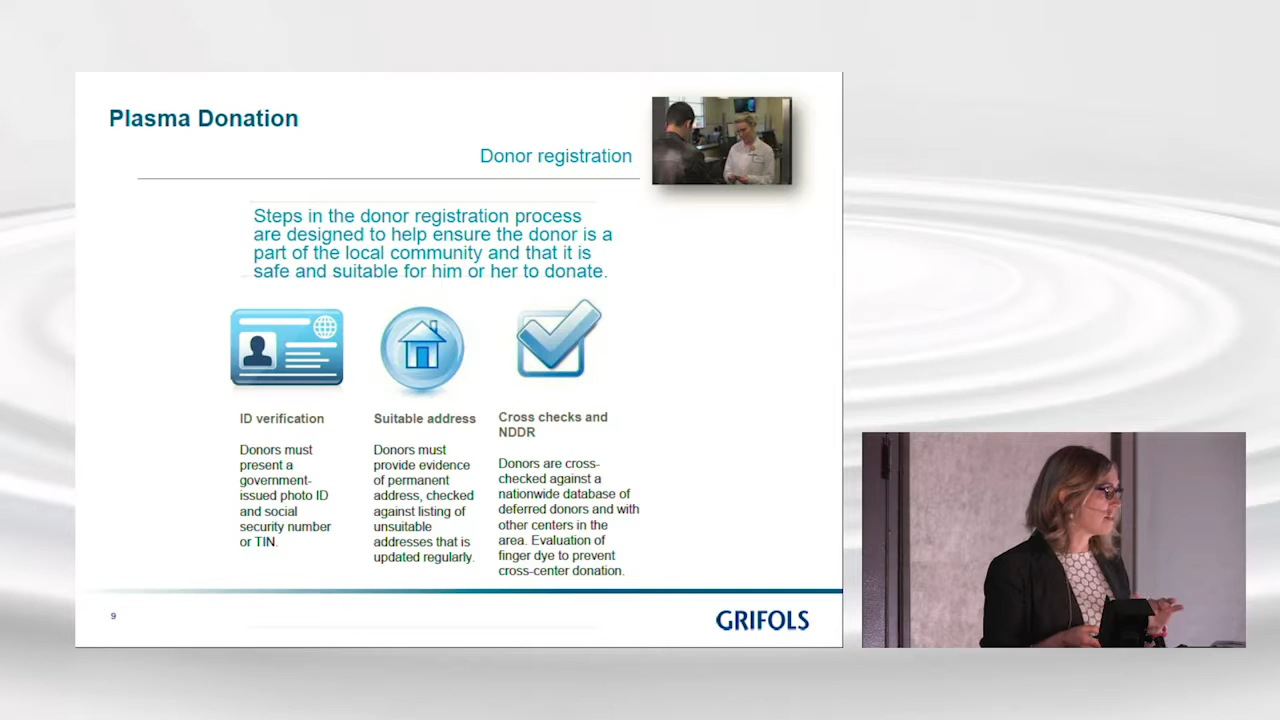 Plasma Donation
Donor registration
Steps in the donor registration process
are designed to help ensure the donor is a
part of the local community and that it is
safe and suitable for him or her to donate.
ID verification
Donors must
present a
government-
issued photo ID
and social
security number
or TIN.
Suitable address
Donors must
provide evidence
of permanent
address, checked
against listing of
unsuitable
addresses that is
updated regularly.
Cross checks and
NDDR
Donors are cross-
checked against a
nationwide database of
deferred donors and with
other centers in the
area. Evaluation of
finger dye to prevent
cross-center donation.
9
GRIFOLS